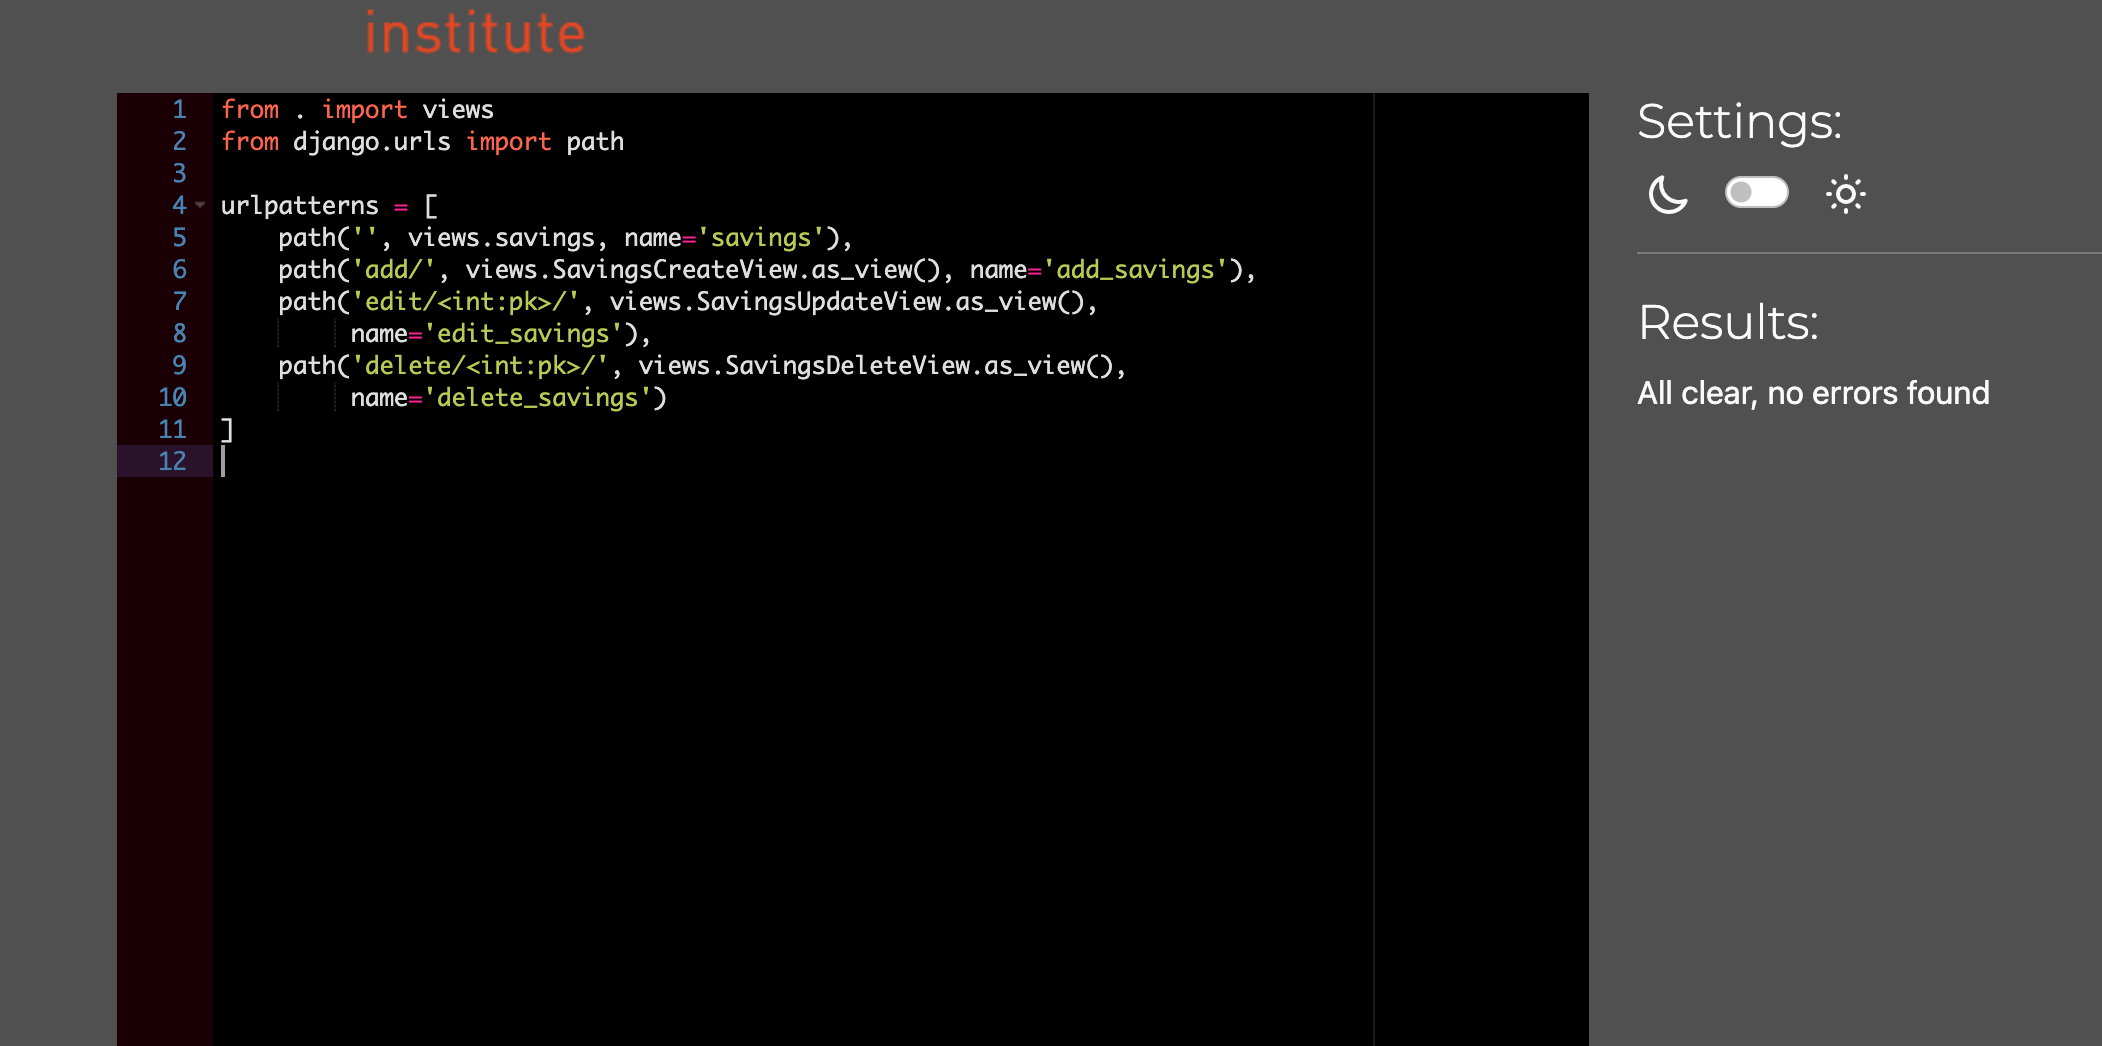 institute
1 from . import views
2 from django.urls import path
3
4 urlpatterns = [
5     path('', views.savings, name='savings'),
6     path('add/', views.SavingsCreateView.as_view(), name='add_savings'),
7     path('edit/<int:pk>/', views.SavingsUpdateView.as_view(),
8          name='edit_savings'),
9     path('delete/<int:pk>/', views.SavingsDeleteView.as_view(),
10          name='delete_savings')
11 ]
12
Settings:
Results:
All clear, no errors found